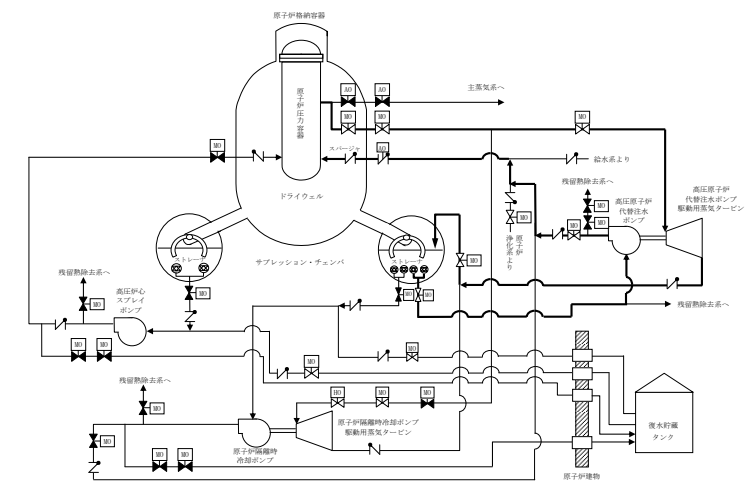 原子炉格納容器
AO
AO
主蒸気系へ
原子炉圧力容器
MO
MO
MO
MO
スパージャ
AO
給水系より
残留熱除去系へ
高圧原子炉
代替注水ポンプ
駆動用蒸気タービン
高圧原子炉
代替注水
ポンプ
MO
MO
MO
ドライウェル
MO
原子炉
浄化系より
ストレーナ
ストレーナ
サプレッション・チェンバ
MO
残留熱除去系へ
MO
高圧炉心
スプレイ
ポンプ
MO
MO
MO
残留熱除去系へ
MO
MO
MO
MO
残留熱除去系へ
HO
MO
MO
MO
原子炉隔離時冷却ポンプ
駆動用蒸気タービン
復水貯蔵
タンク
MO
原子炉隔離時
冷却ポンプ
MO
MO
原子炉建物